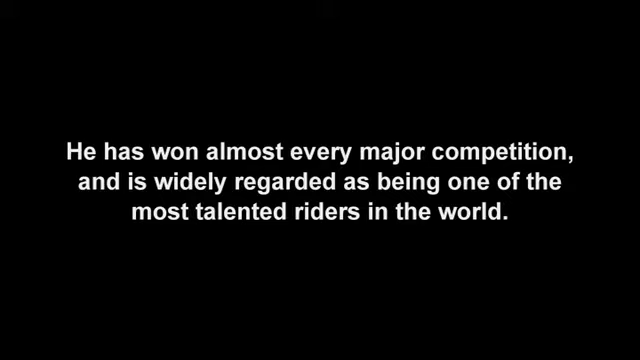 He has won almost every major competition,
and is widely regarded as being one of the
most talented riders in the world.